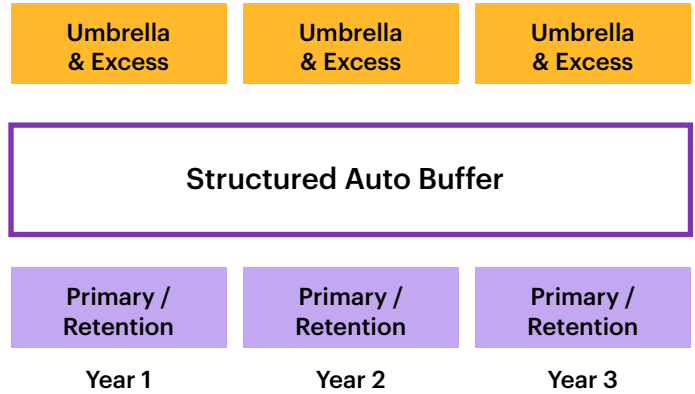 Umbrella
& Excess
Umbrella
& Excess
Umbrella
& Excess
Structured Auto Buffer
Primary /
Retention
Primary /
Retention
Primary /
Retention
Year 1
Year 2
Year 3